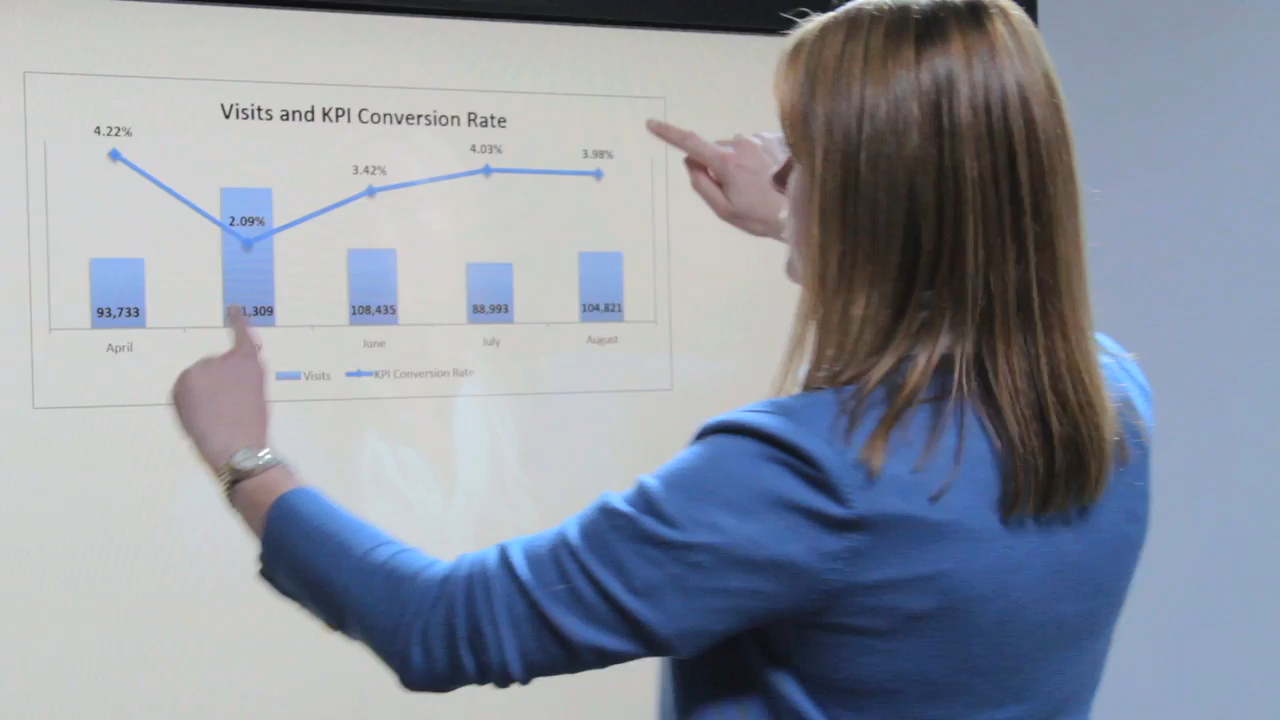 Visits and KPI Conversion Rate
4.22%
2.09%
3.42%
4.03%
3.98%
93,733
108,435
88,993
104,821
April
June
July
August
Visits
KPI Conversion Rate